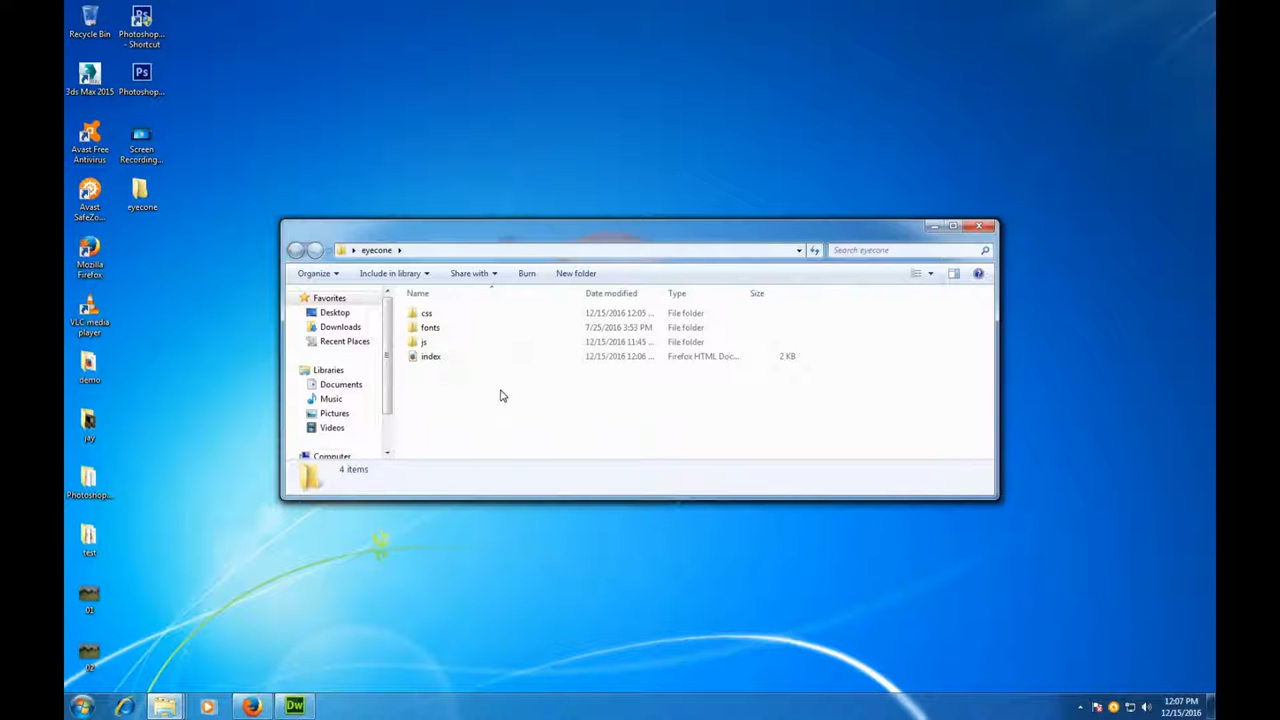 Recycle Bin
Photoshop...
- Shortcut
3ds Max 2015
Photoshop...
Avast Free
Antivirus
Screen
Recording...
Avast
SafeZo...
eyecone
Mozilla
Firefox
VLC media
player
demo
jay
Photoshop...
test
01
02
eyecone
Search eyecone
Organize
Include in library
Share with
Burn
New folder
Name
Date modified
Type
Size
Favorites
Desktop
Downloads
Recent Places
Libraries
Documents
Music
Pictures
Videos
Computer
css 12/15/2016 12:05 ... File folder
fonts 7/25/2016 3:53 PM File folder
js 12/15/2016 11:45 ... File folder
index 12/15/2016 12:06 ... Firefox HTML Doc... 2 KB
4 items
Ps
Ps
Dw
12:07 PM
12/15/2016